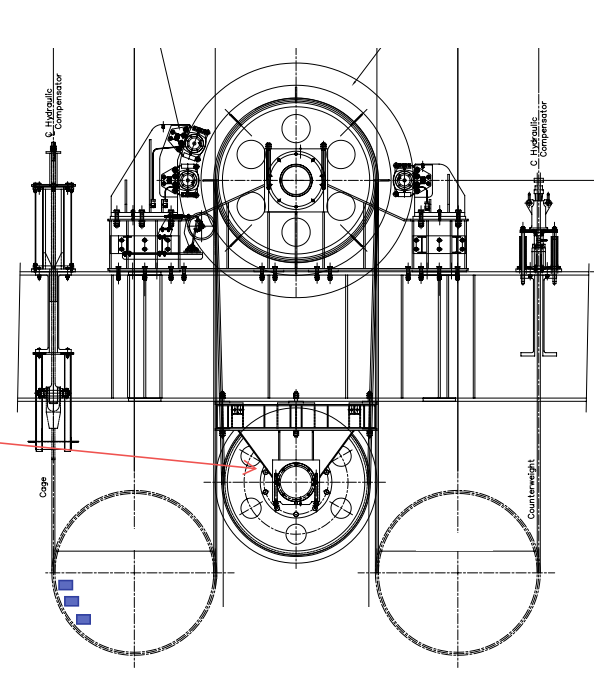 ℄ Hydraulic
Compensator
C Hydraulic
Compensator
Cage
Counterweight